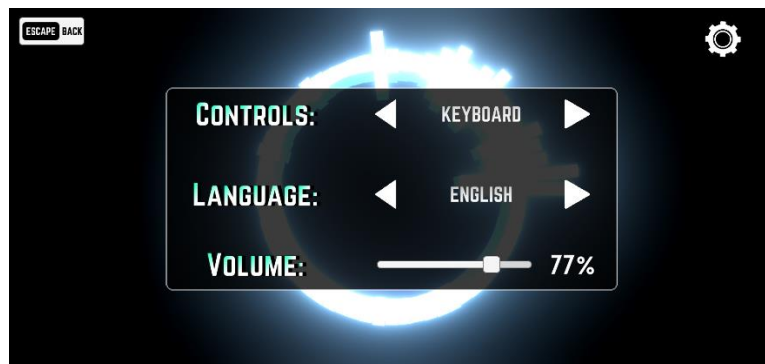 ESCAPE BACK
CONTROLS: KEYBOARD
LANGUAGE: ENGLISH
VOLUME: 77%